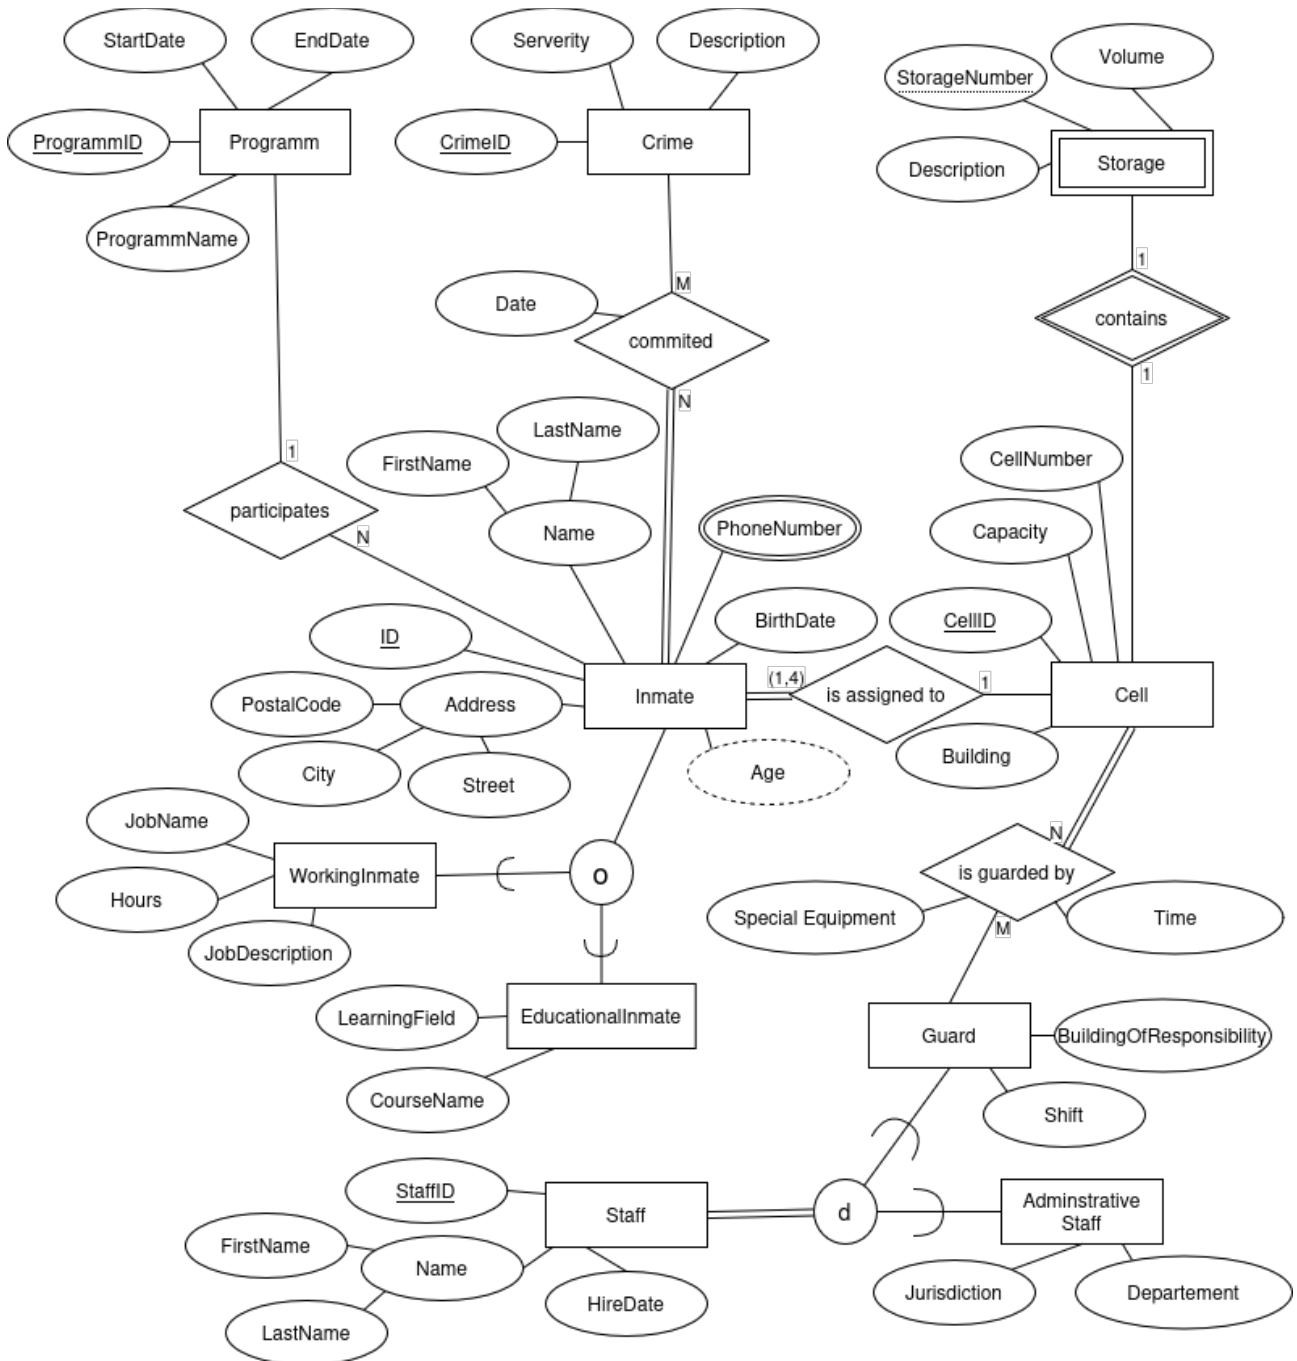 StartDate
EndDate
Serverity
Description
Volume
StorageNumber
ProgrammID
Programm
CrimeID
Crime
Storage
Description
ProgrammName
1
M
Date
contains
commited
1
N
LastName
FirstName
CellNumber
1
participates
N
Name
PhoneNumber
Capacity
ID
BirthDate
CellID
(1,4)
1
Inmate
is assigned to
Cell
PostalCode
Address
Building
City
Street
Age
JobName
N
WorkingInmate
o
is guarded by
Hours
Special Equipment
Time
M
JobDescription
LearningField
EducationalInmate
Guard
BuildingOfResponsibility
CourseName
Shift
StaffID
Staff
d
Adminstrative
Staff
FirstName
Name
Jurisdiction
Departement
HireDate
LastName